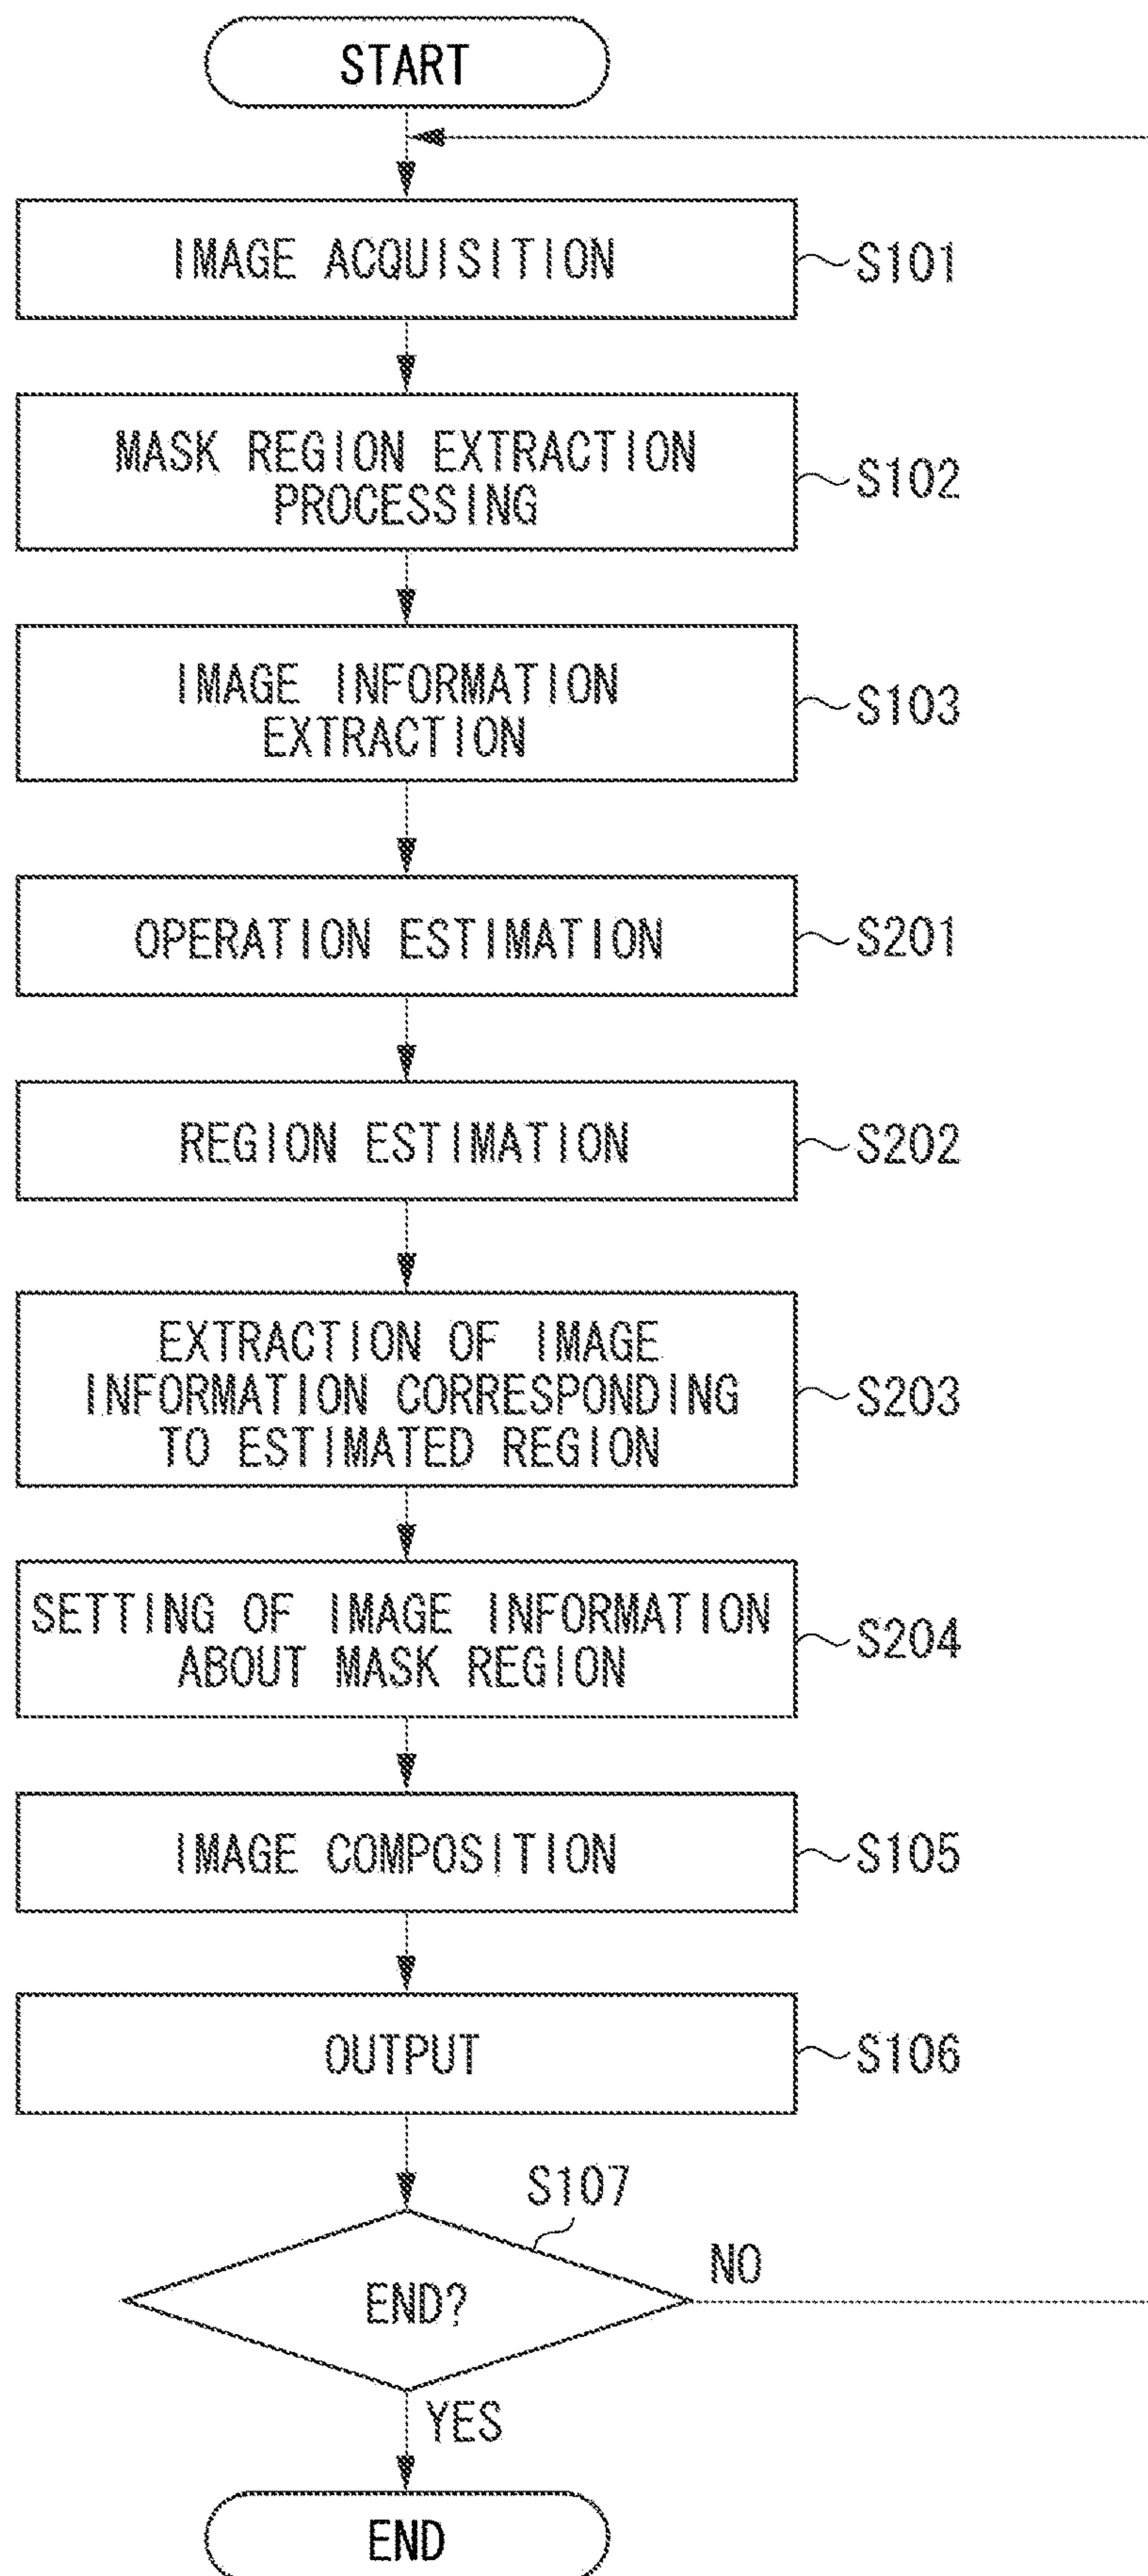 START
IMAGE ACQUISITION
S101
MASK REGION EXTRACTION
PROCESSING
S102
IMAGE INFORMATION
EXTRACTION
S103
OPERATION ESTIMATION
S201
REGION ESTIMATION
S202
EXTRACTION OF IMAGE
INFORMATION CORRESPONDING
TO ESTIMATED REGION
S203
SETTING OF IMAGE INFORMATION
ABOUT MASK REGION
S204
IMAGE COMPOSITION
S105
OUTPUT
S106
S107
END?
NO
YES
END